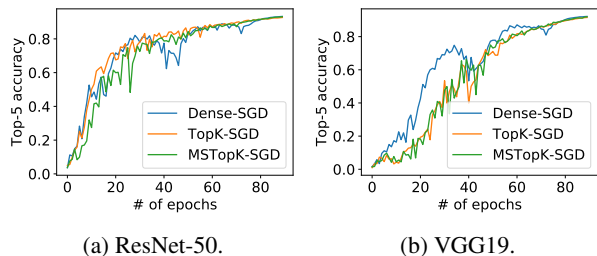 Top-5 accuracy
0.8
0.6
0.4
0.2
0.0
Dense-SGD
TopK-SGD
MSTopK-SGD
0 20 40 60 80
# of epochs
(a) ResNet-50.
Top-5 accuracy
0.8
0.6
0.4
0.2
0.0
Dense-SGD
TopK-SGD
MSTopK-SGD
0 20 40 60 80
# of epochs
(b) VGG19.